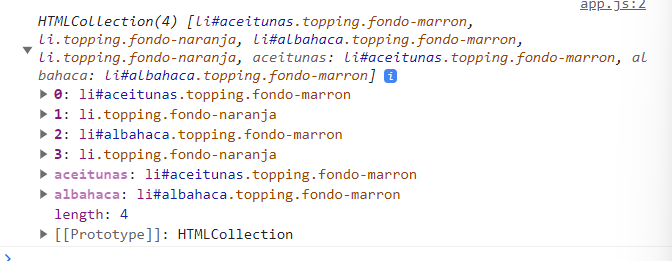 app.js:2
HTMLCollection(4) [li#aceitunas.topping.fondo-marron,
li.topping.fondo-naranja, li#albahaca.topping.fondo-marron,
li.topping.fondo-naranja, aceitunas: li#aceitunas.topping.fondo-marron, al
bahaca: li#albahaca.topping.fondo-marron] i
0: li#aceitunas.topping.fondo-marron
1: li.topping.fondo-naranja
2: li#albahaca.topping.fondo-marron
3: li.topping.fondo-naranja
aceitunas: li#aceitunas.topping.fondo-marron
albahaca: li#albahaca.topping.fondo-marron
length: 4
[[Prototype]]: HTMLCollection